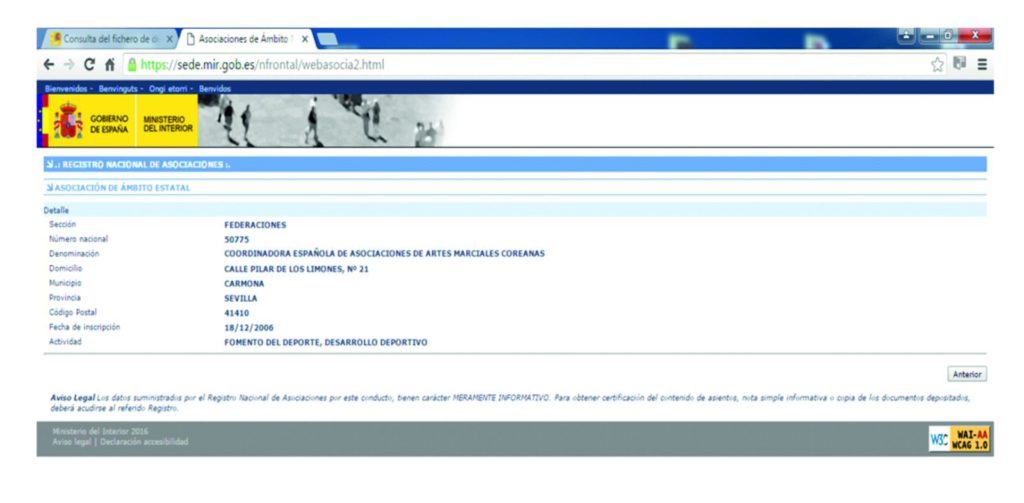 Consulta del fichero de di
Asociaciones de Ámbito
https://sede.mir.gob.es/nfrontal/webasocia2.html
Bienvenidos - Benvinguts - Ongi etorri - Benvidos
GOBIERNO DE ESPAÑA
MINISTERIO DEL INTERIOR
.: REGISTRO NACIONAL DE ASOCIACIONES :.
ASOCIACIÓN DE ÁMBITO ESTATAL
Detalle
Sección FEDERACIONES
Número nacional 50775
Denominación COORDINADORA ESPAÑOLA DE ASOCIACIONES DE ARTES MARCIALES COREANAS
Domicilio CALLE PILAR DE LOS LIMONES, Nº 21
Municipio CARMONA
Provincia SEVILLA
Código Postal 41410
Fecha de inscripción 18/12/2006
Actividad FOMENTO DEL DEPORTE, DESARROLLO DEPORTIVO
Anterior
Aviso Legal Los datos suministrados por el Registro Nacional de Asociaciones por este conducto, tienen carácter MERAMENTE INFORMATIVO. Para obtener certificación del contenido de asientos, nota simple informativa o copia de los documentos depositados,
deberá acudirse al referido Registro.
Ministerio del Interior 2016
Aviso legal | Declaración accesibilidad
W3C WAI-AA
WCAG 1.0